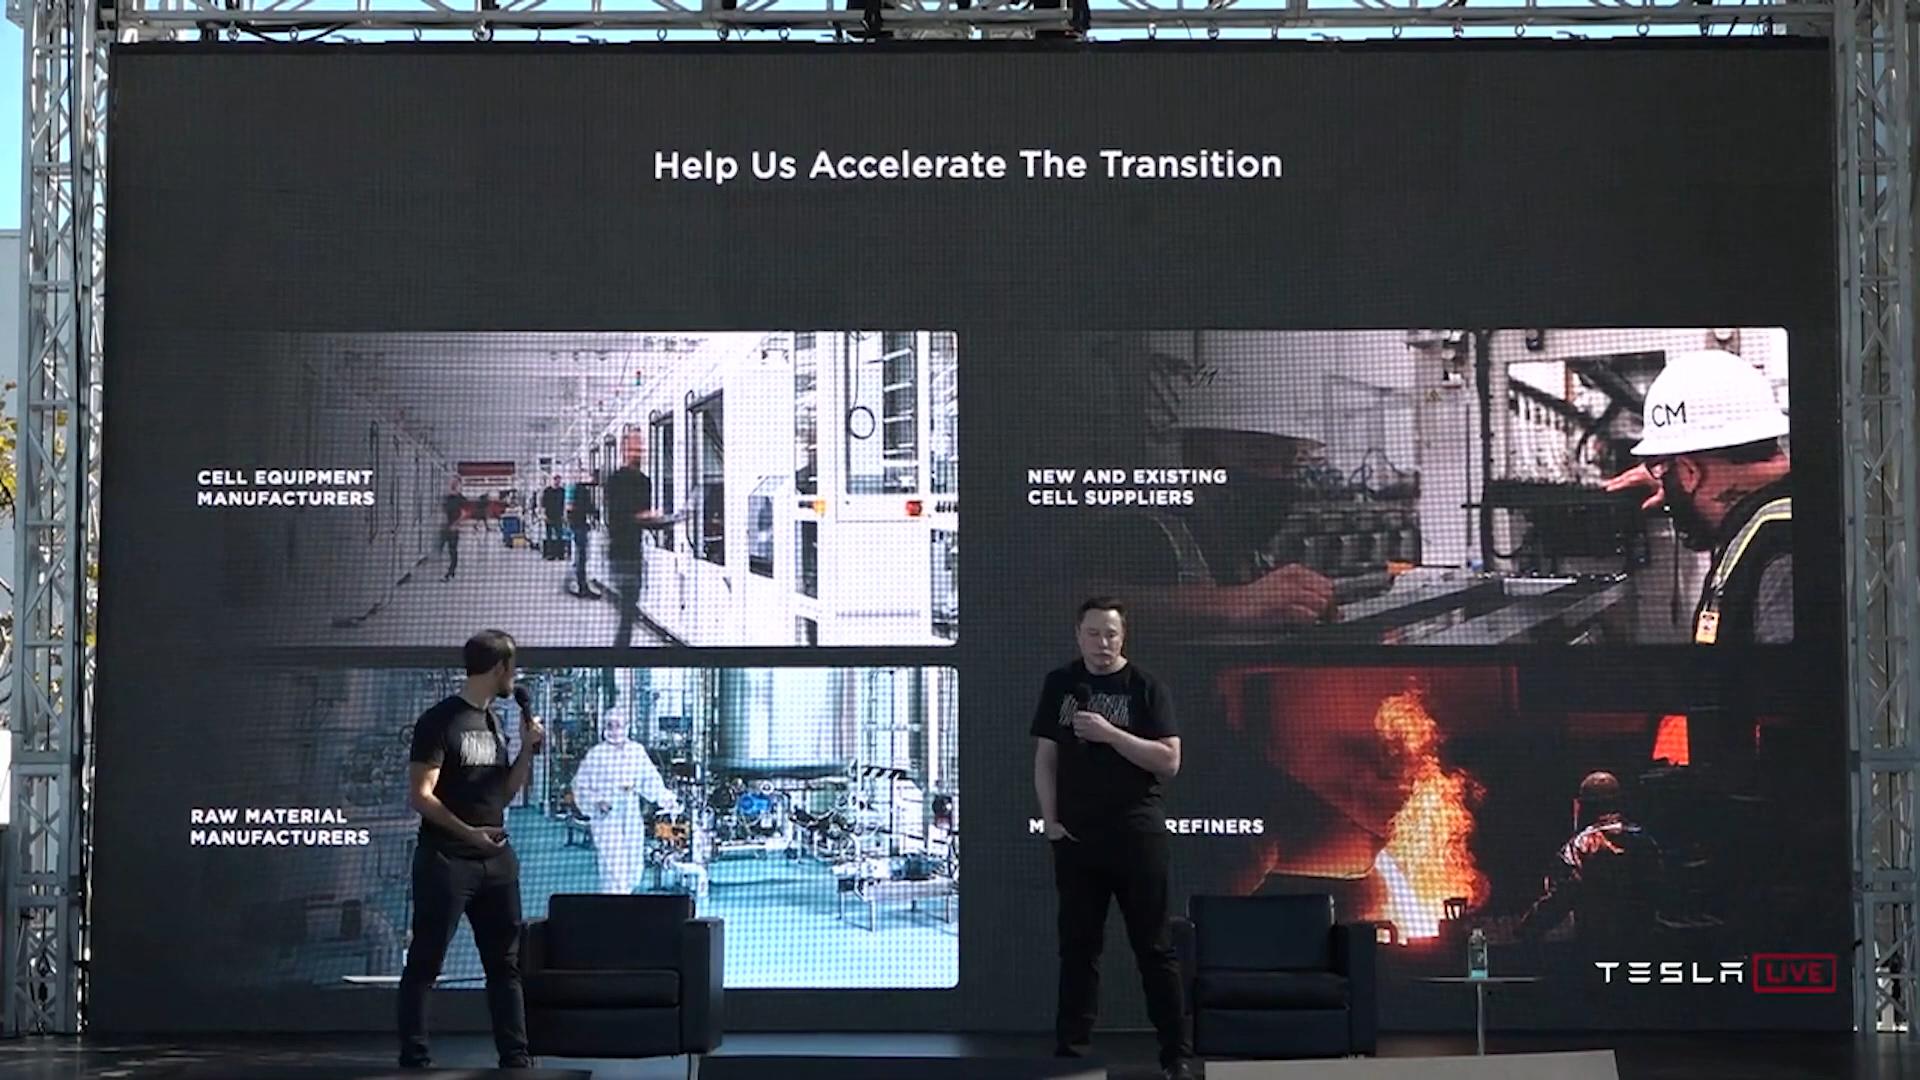 Help Us Accelerate The Transition
CELL EQUIPMENT
MANUFACTURERS
NEW AND EXISTING
CELL SUPPLIERS
CM
RAW MATERIAL
MANUFACTURERS
REFINERS
TESLA LIVE